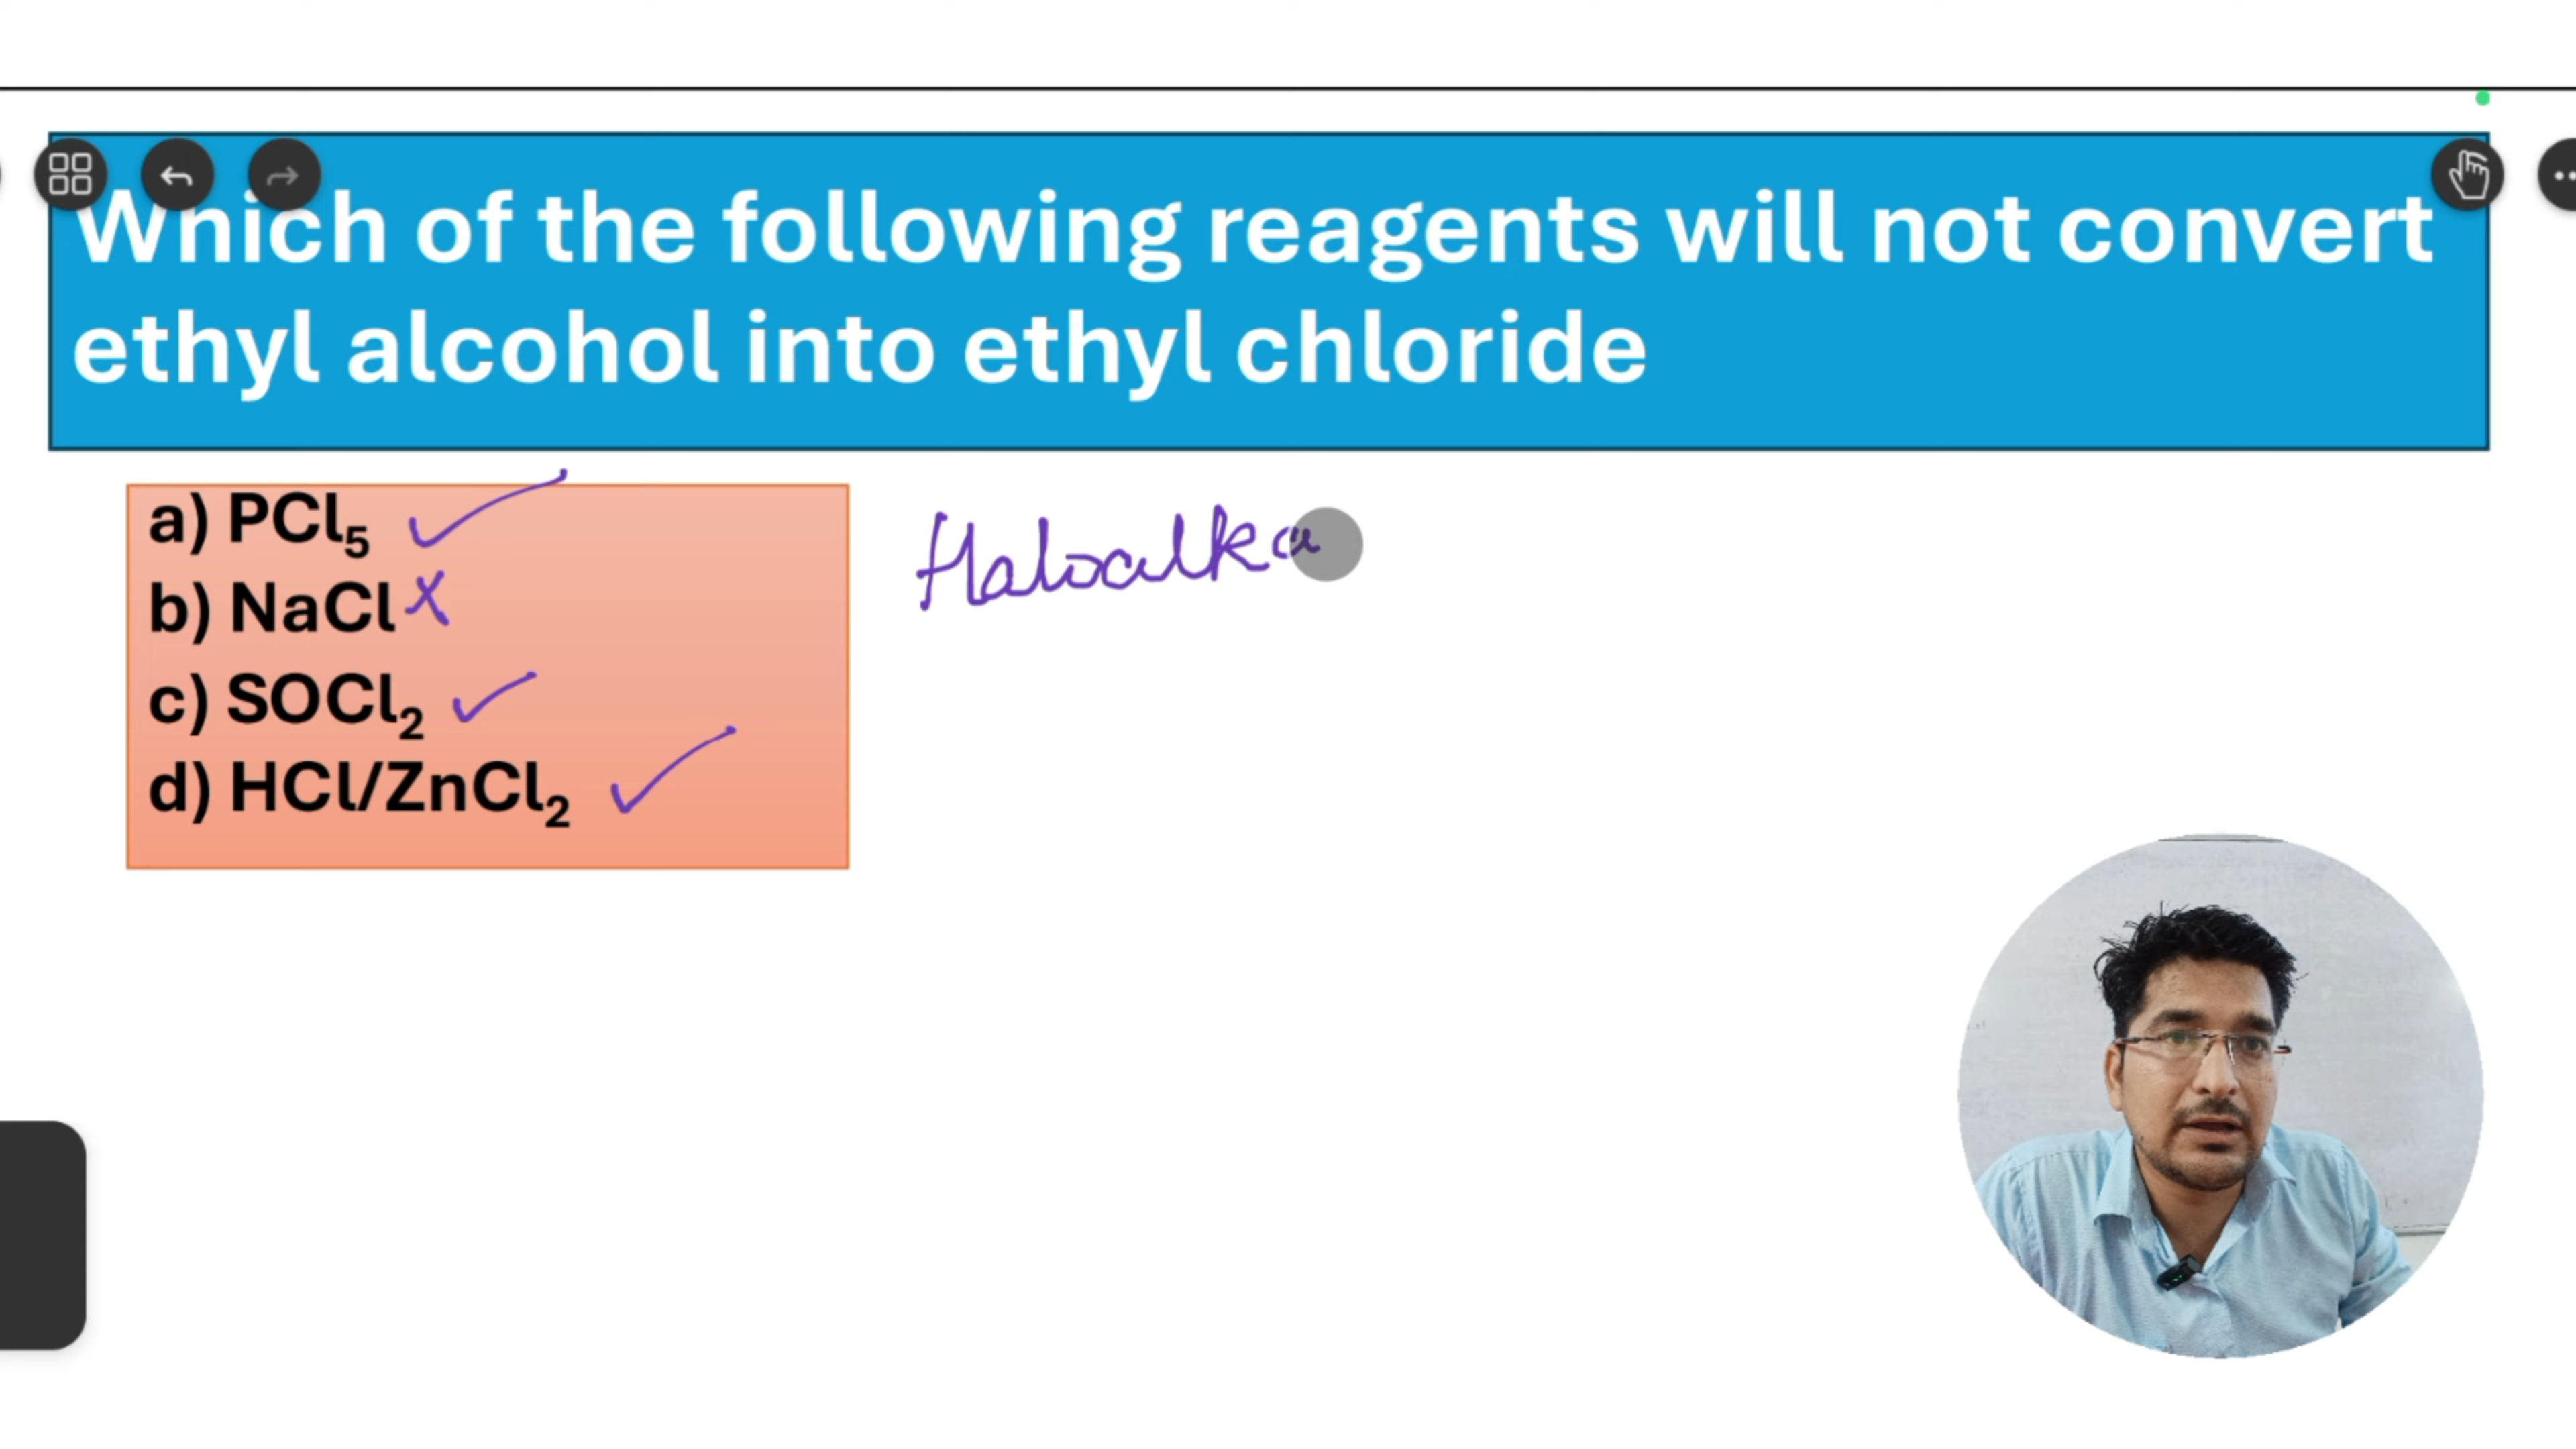 Which of the following reagents will not convert
ethyl alcohol into ethyl chloride
a) PCl₅
b) NaCl x
c) SOCl₂
d) HCl/ZnCl₂
Haloalka